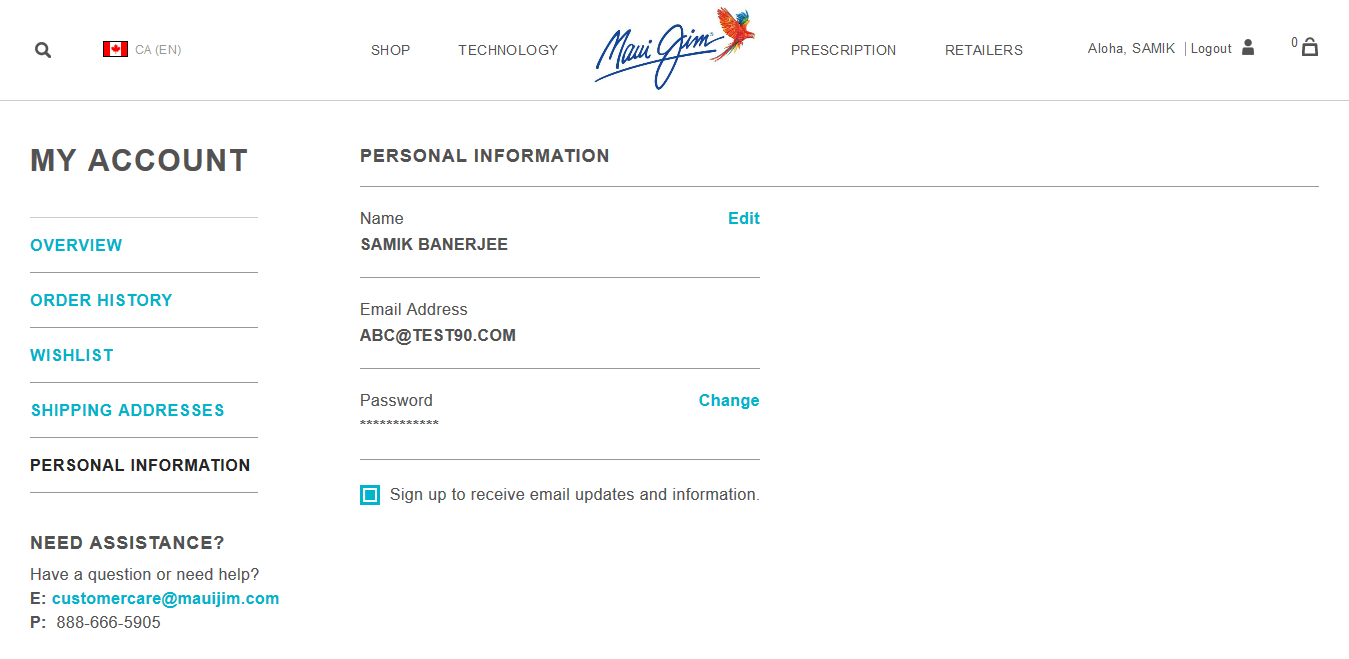 CA (EN)
SHOP
TECHNOLOGY
Maui Jim
PRESCRIPTION
RETAILERS
Aloha, SAMIK | Logout
0
MY ACCOUNT
OVERVIEW
ORDER HISTORY
WISHLIST
SHIPPING ADDRESSES
PERSONAL INFORMATION
NEED ASSISTANCE?
Have a question or need help?
E: customercare@mauijim.com
P: 888-666-5905
PERSONAL INFORMATION
Name Edit
SAMIK BANERJEE
Email Address
ABC@TEST90.COM
Password Change
************
Sign up to receive email updates and information.